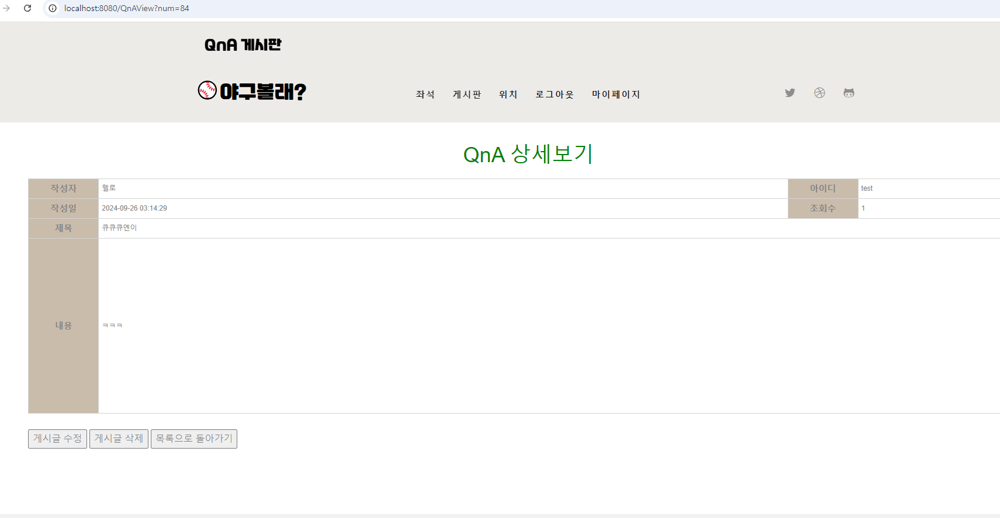 localhost:8080/QnAView?num=84
QnA 게시판
야구볼래?
좌석 게시판 위치 로그아웃 마이페이지
QnA 상세보기
작성자 헬로 아이디 test
작성일 2024-09-26 03:14:29 조회수 1
제목 큐큐큐엔이
내용 ㅋㅋㅋ
게시글 수정 게시글 삭제 목록으로 돌아가기